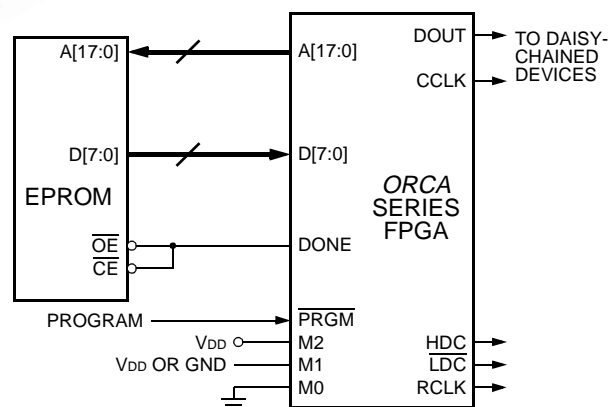 A[17:0]
D[7:0]
EPROM
OE
CE
PROGRAM
VDD
VDD OR GND
A[17:0]
D[7:0]
DONE
PRGM
M2
M1
M0
DOUT
CCLK
ORCA
SERIES
FPGA
HDC
LDC
RCLK
TO DAISY-
CHAINED
DEVICES